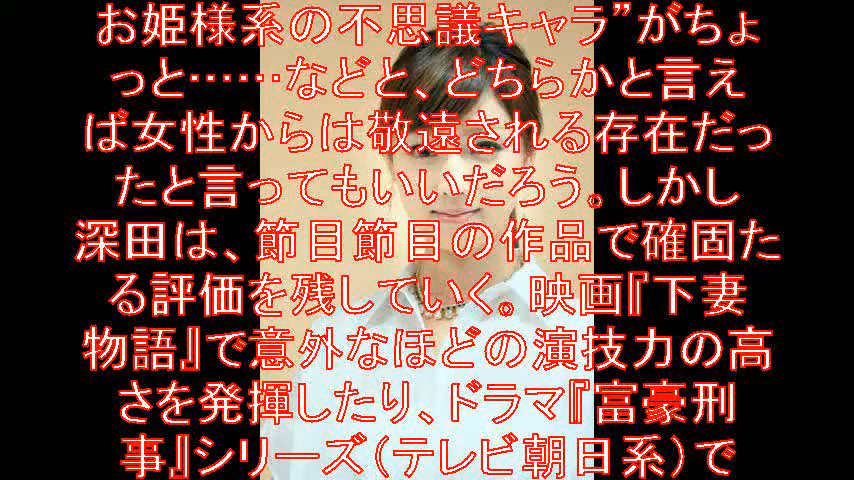 お姫様系の不思議キャラ”がちょ
っと……などと、どちらかと言え
ば女性からは敬遠される存在だっ
たと言ってもいいだろう。しかし
深田は、節目節目の作品で確固た
る評価を残していく。映画『下妻
物語』で意外なほどの演技力の高
さを発揮したり、ドラマ『富豪刑
事』シリーズ（テレビ朝日系）で